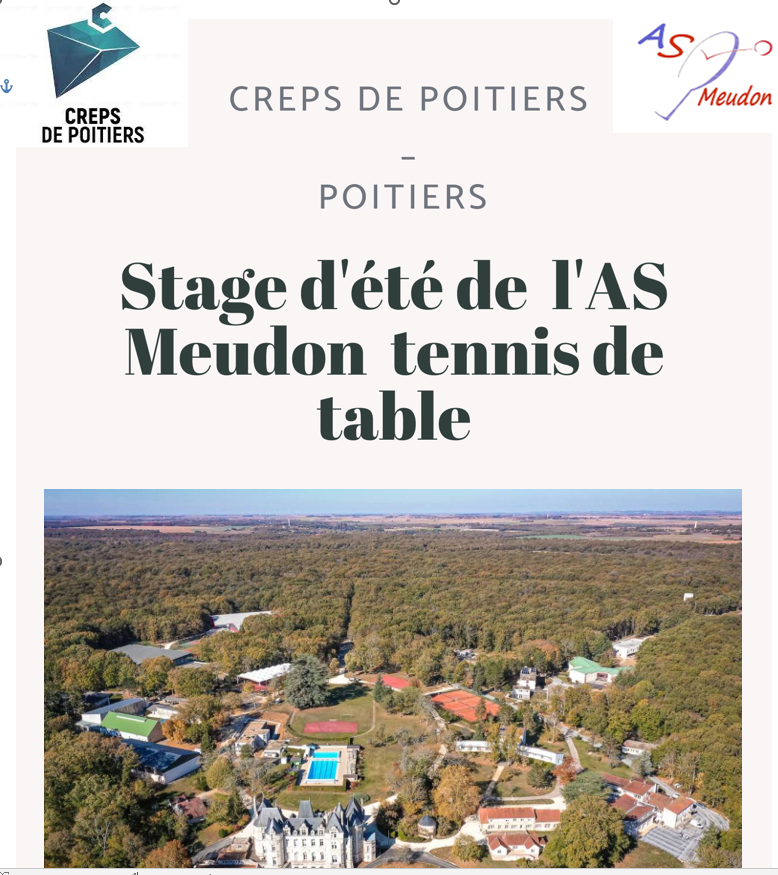 CREPS
DE POITIERS
AS
Meudon
CREPS DE POITIERS
–
POITIERS
Stage d'été de l'AS
Meudon tennis de
table